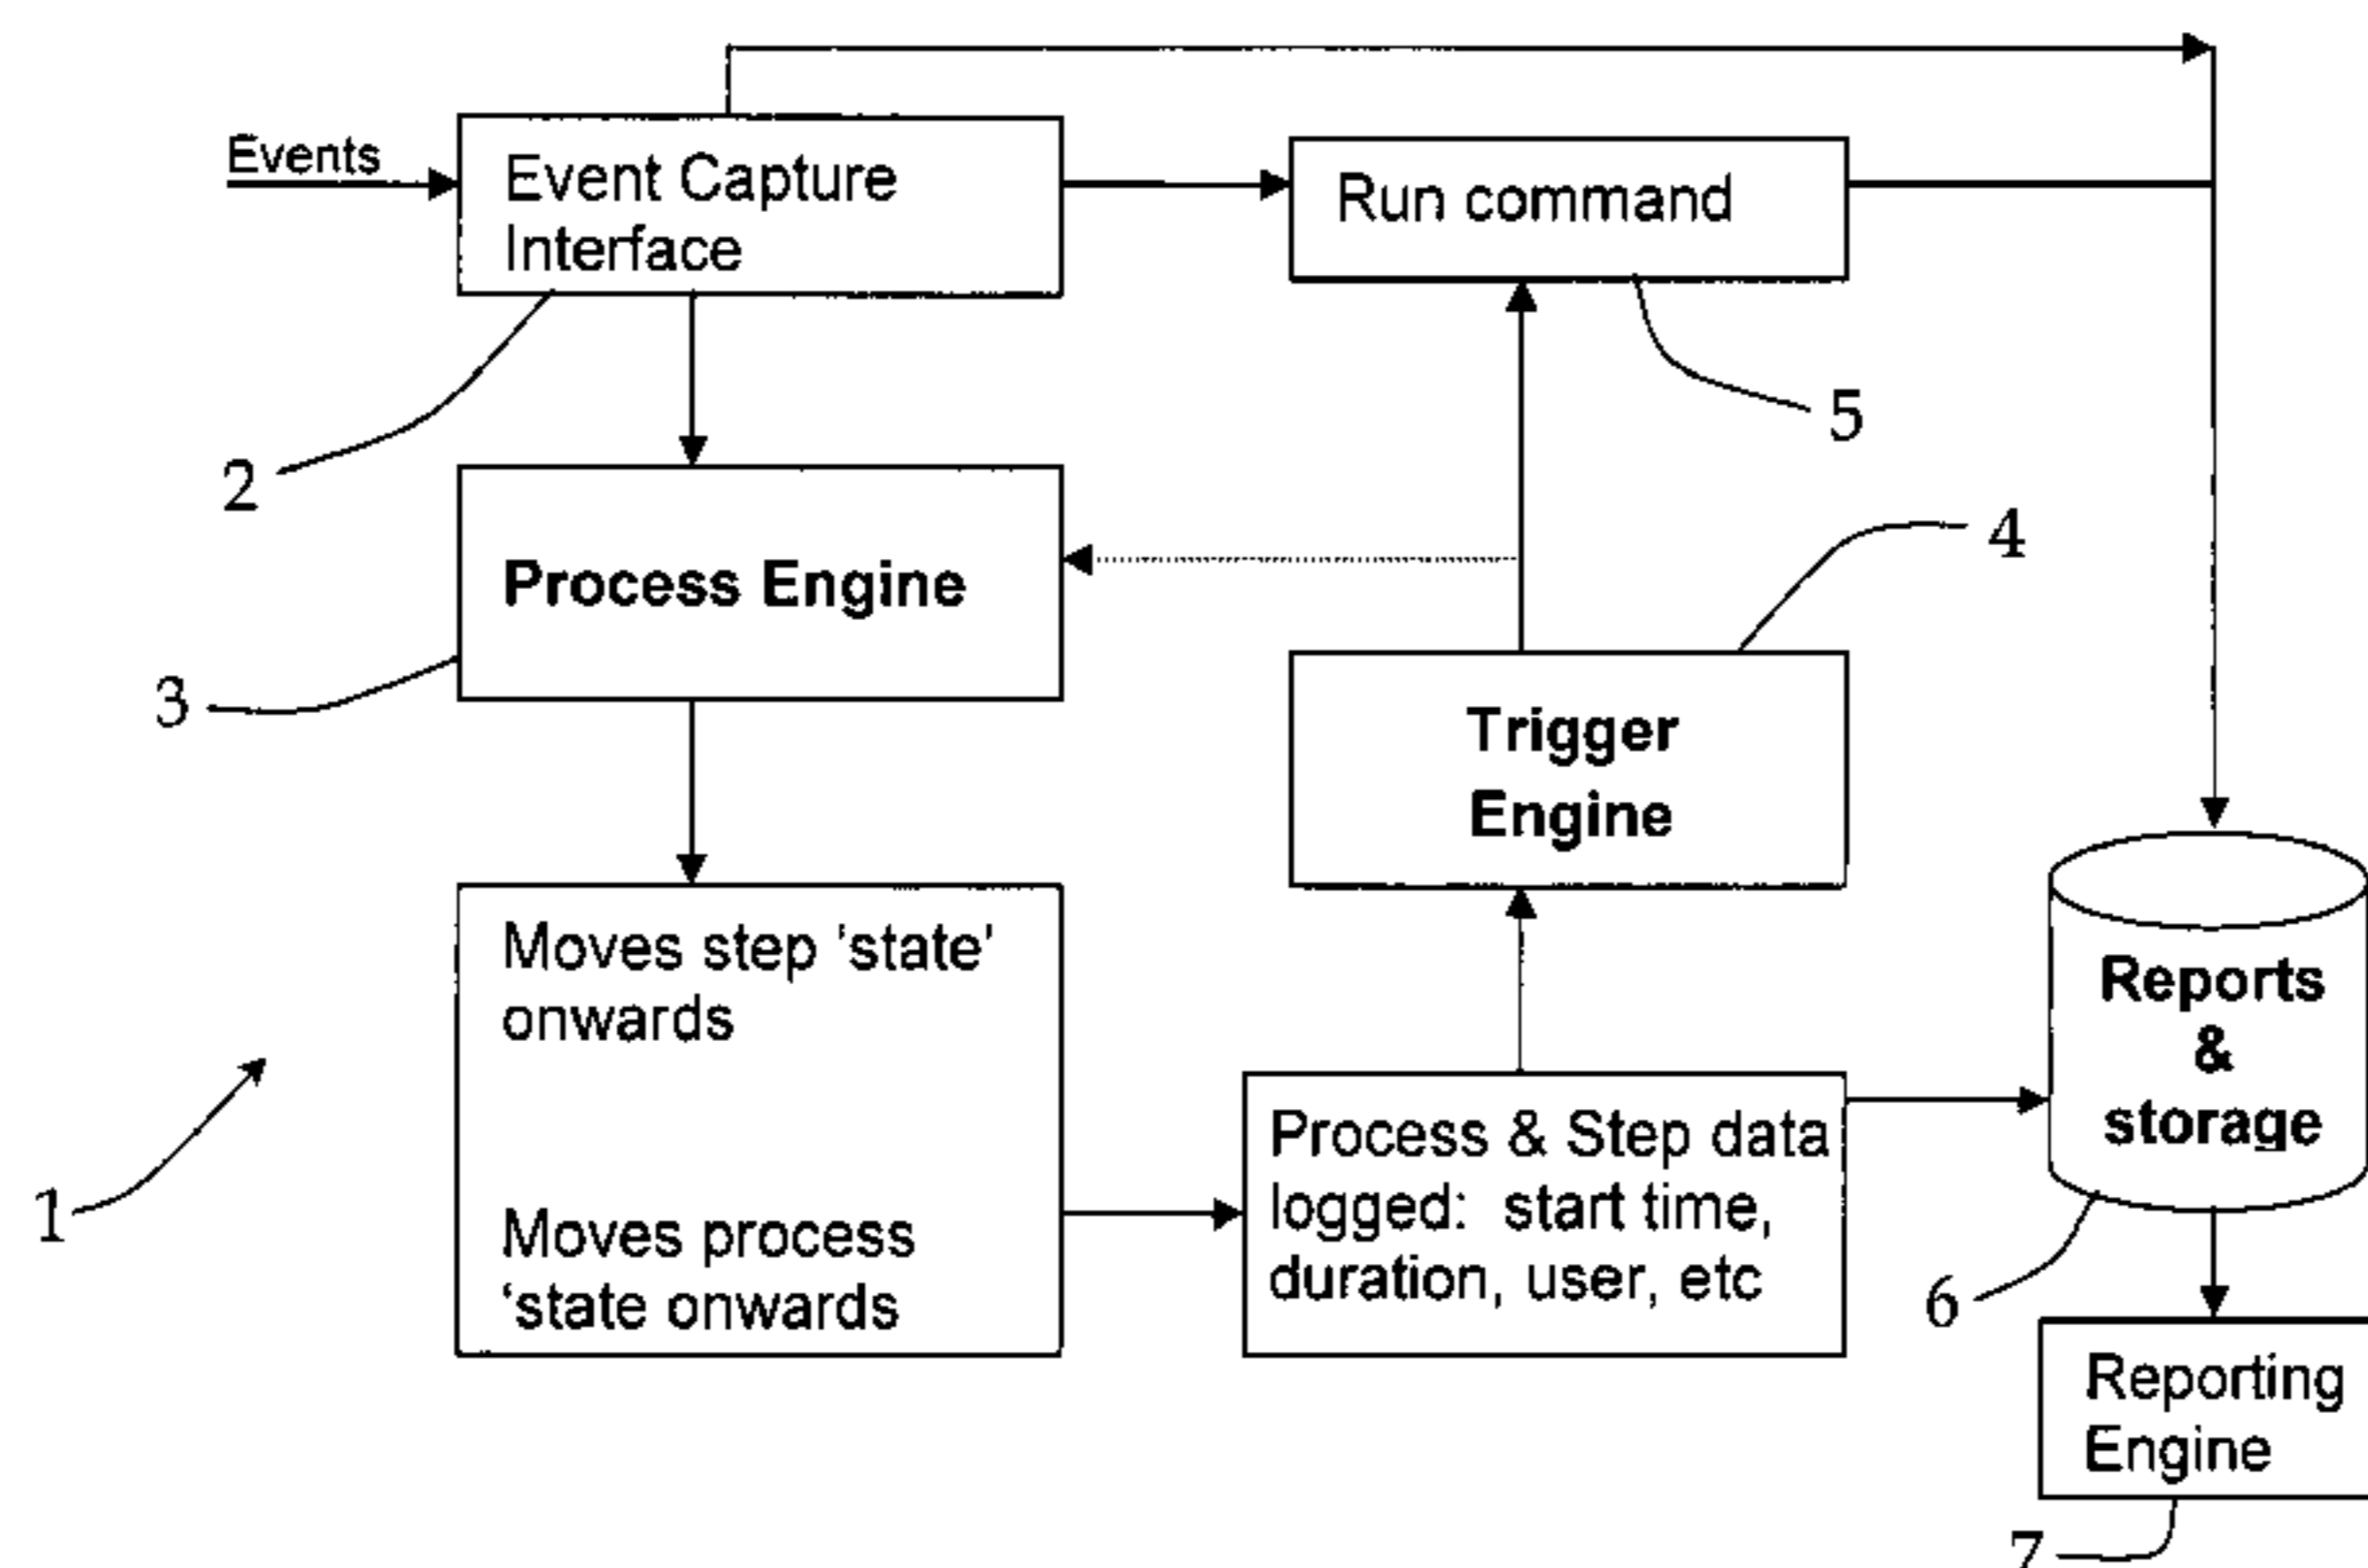 Events
Event Capture
Interface
Run command
2
5
Process Engine
4
3
Trigger
Engine
Moves step 'state'
onwards
Moves process
‘state onwards
1
Process & Step data
logged: start time,
duration, user, etc
Reports
&
storage
6
Reporting
Engine
7